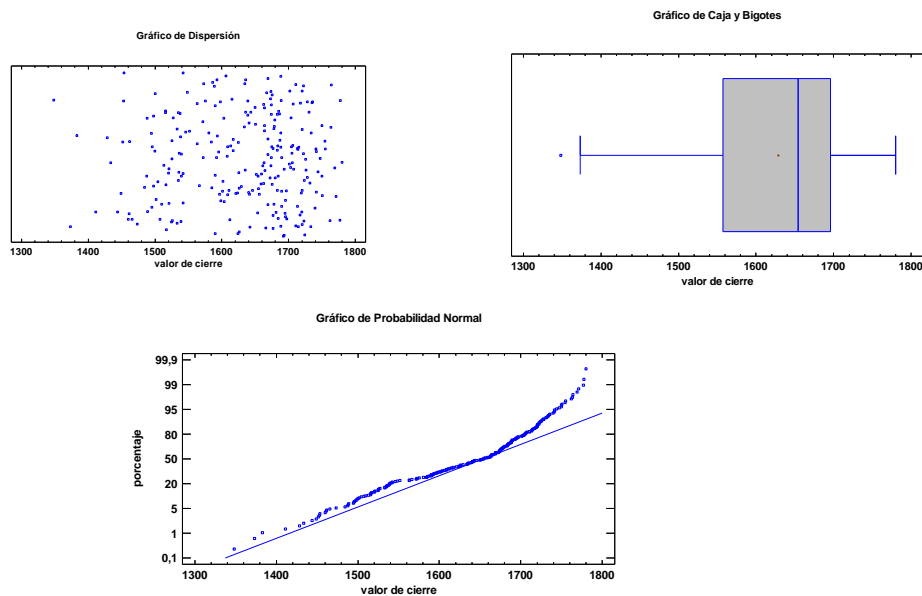 Gráfico de Dispersión
1300 1400 1500 1600 1700 1800
valor de cierre
Gráfico de Caja y Bigotes
1300 1400 1500 1600 1700 1800
valor de cierre
Gráfico de Probabilidad Normal
porcentaje
99,9
99
95
80
50
20
5
1
0,1
1300 1400 1500 1600 1700 1800
valor de cierre